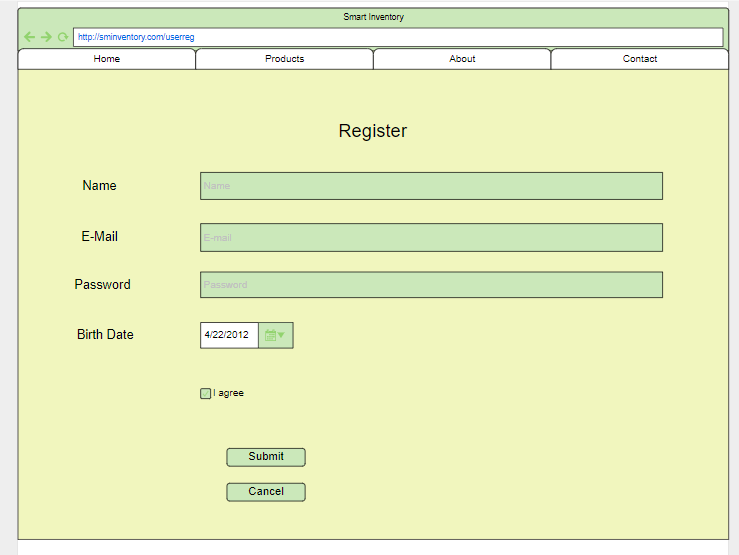 Smart Inventory
http://sminventory.com/userreg
Home Products About Contact
Register
Name Name
E-Mail E-mail
Password Password
Birth Date 4/22/2012
I agree
Submit
Cancel